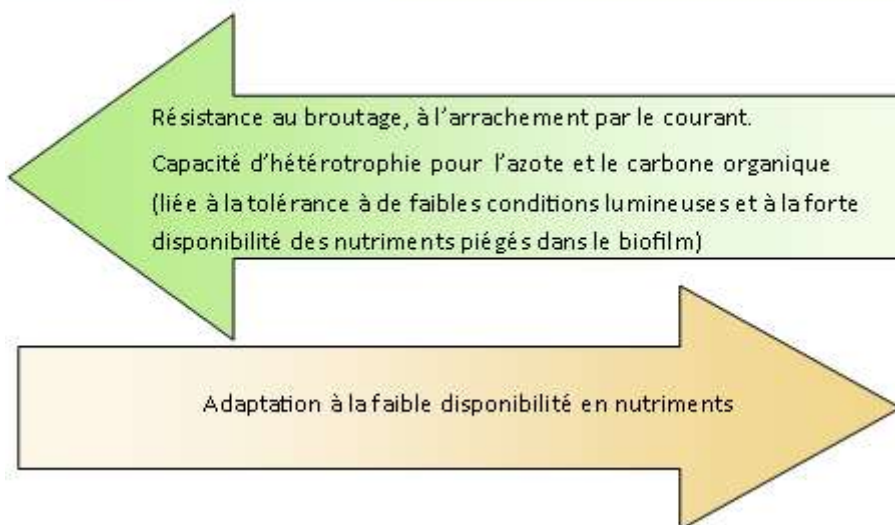 Résistance au broutage, à l'arrachement par le courant.
Capacité d'hétérotrophie pour l'azote et le carbone organique
(liée à la tolérance à de faibles conditions lumineuses et à la forte
disponibilité des nutriments piégés dans le biofilm)
Adaptation à la faible disponibilité en nutriments